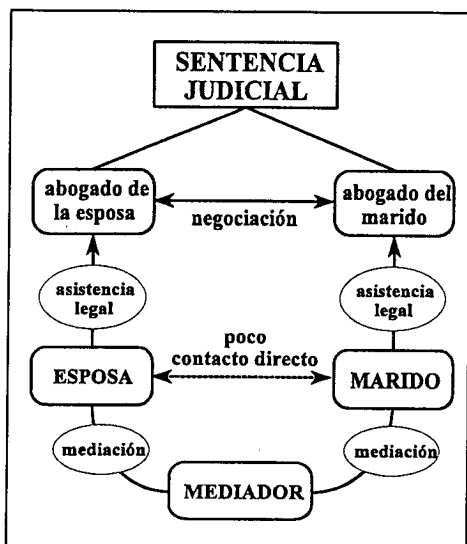 SENTENCIA
JUDICIAL
abogado de
la esposa
negociación
abogado del
marido
asistencia
legal
asistencia
legal
poco
contacto directo
ESPOSA
MARIDO
mediación
mediación
MEDIADOR